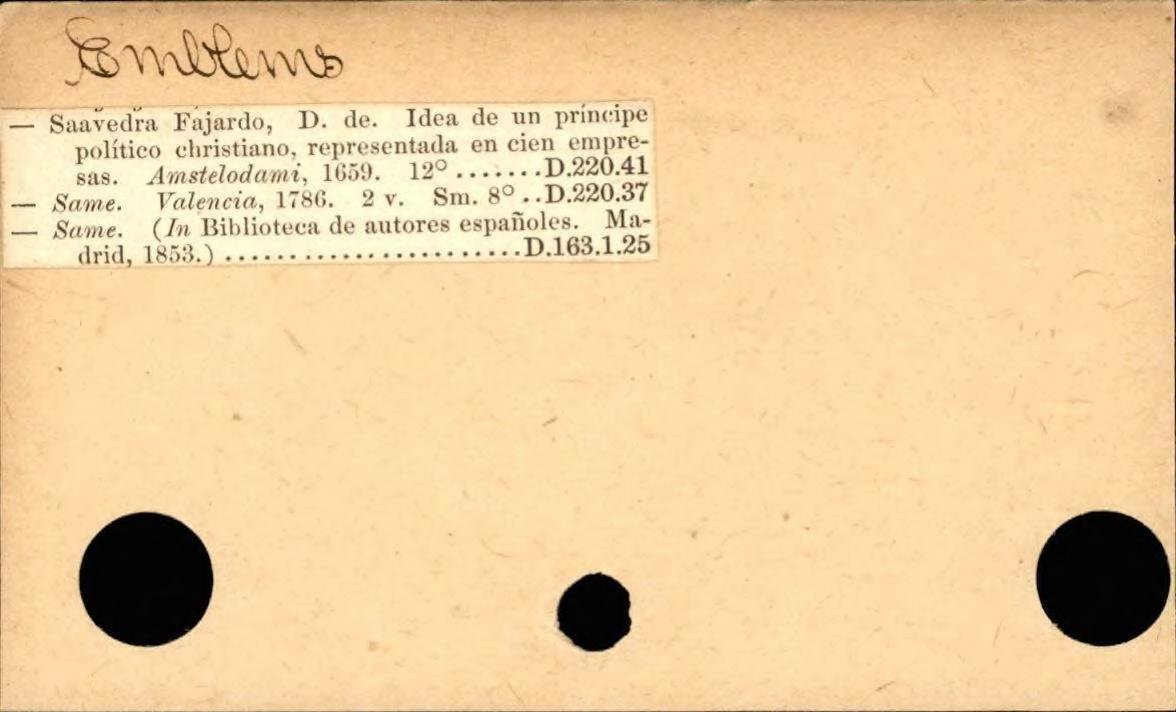 Emblems
— Saavedra Fajardo, D. de. Idea de un príncipe
político christiano, representada en cien empre-
sas. Amstelodami, 1659. 12° .......D.220.41
— Same. Valencia, 1786. 2 v. Sm. 8° ..D.220.37
— Same. (In Biblioteca de autores españoles. Ma-
drid, 1853.) .......................D.163.1.25